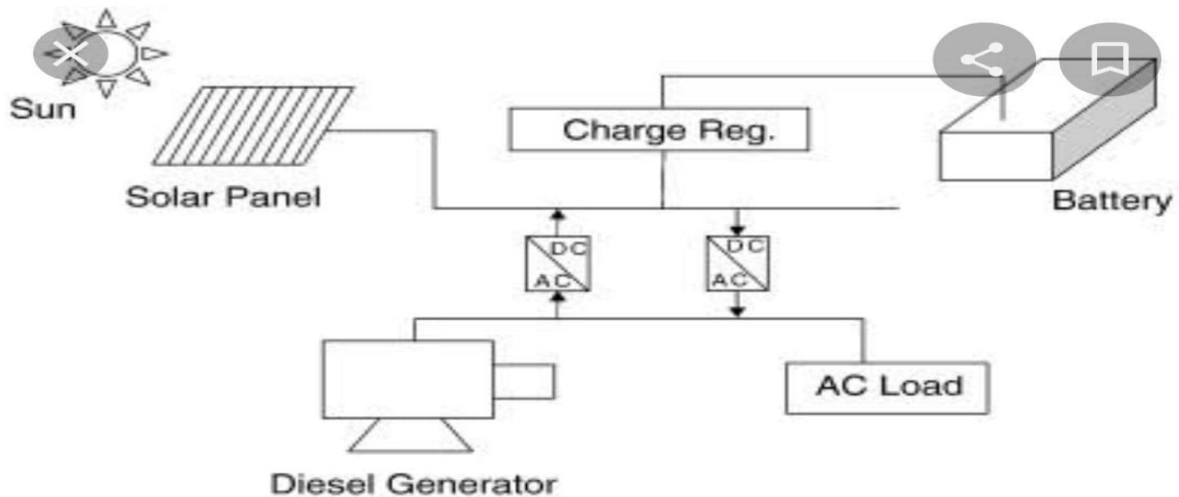 Sun
Solar Panel
Charge Reg.
Battery
DC
AC
DC
AC
AC Load
Diesel Generator